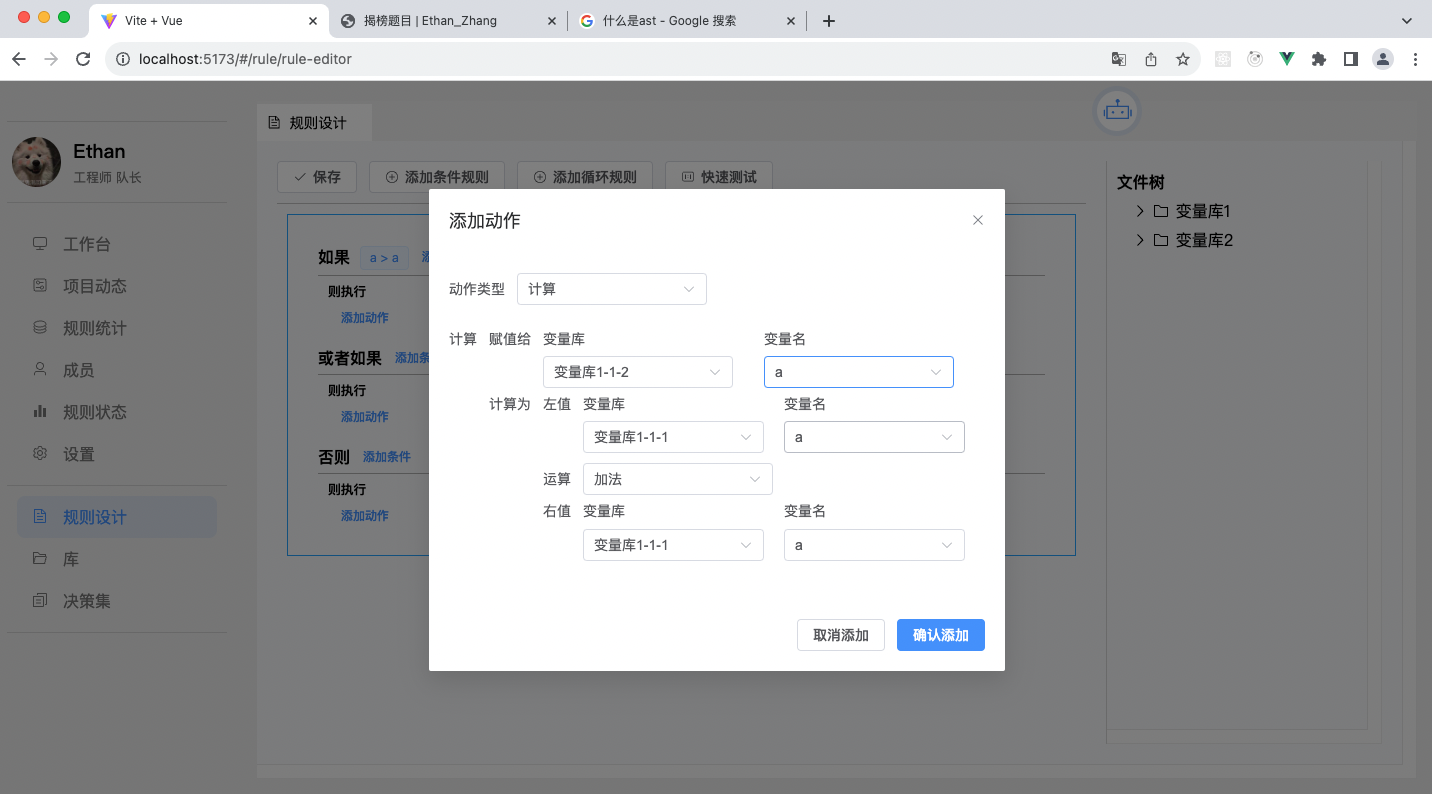 Vite + Vue
揭榜题目 | Ethan_Zhang
什么是ast - Google 搜索
localhost:5173/#/rule/rule-editor
Ethan
工程师 队长
工作台
项目动态
规则统计
成员
规则状态
设置
规则设计
库
决策集
规则设计
保存
添加条件规则
添加循环规则
快速测试
如果 a > a 添
则执行
添加动作
或者如果 添加条
则执行
添加动作
否则 添加条件
则执行
添加动作
添加动作
动作类型 计算
计算 赋值给 变量库 变量名
变量库1-1-2 a
计算为 左值 变量库 变量名
变量库1-1-1 a
运算 加法
右值 变量库 变量名
变量库1-1-1 a
取消添加 确认添加
文件树
变量库1
变量库2